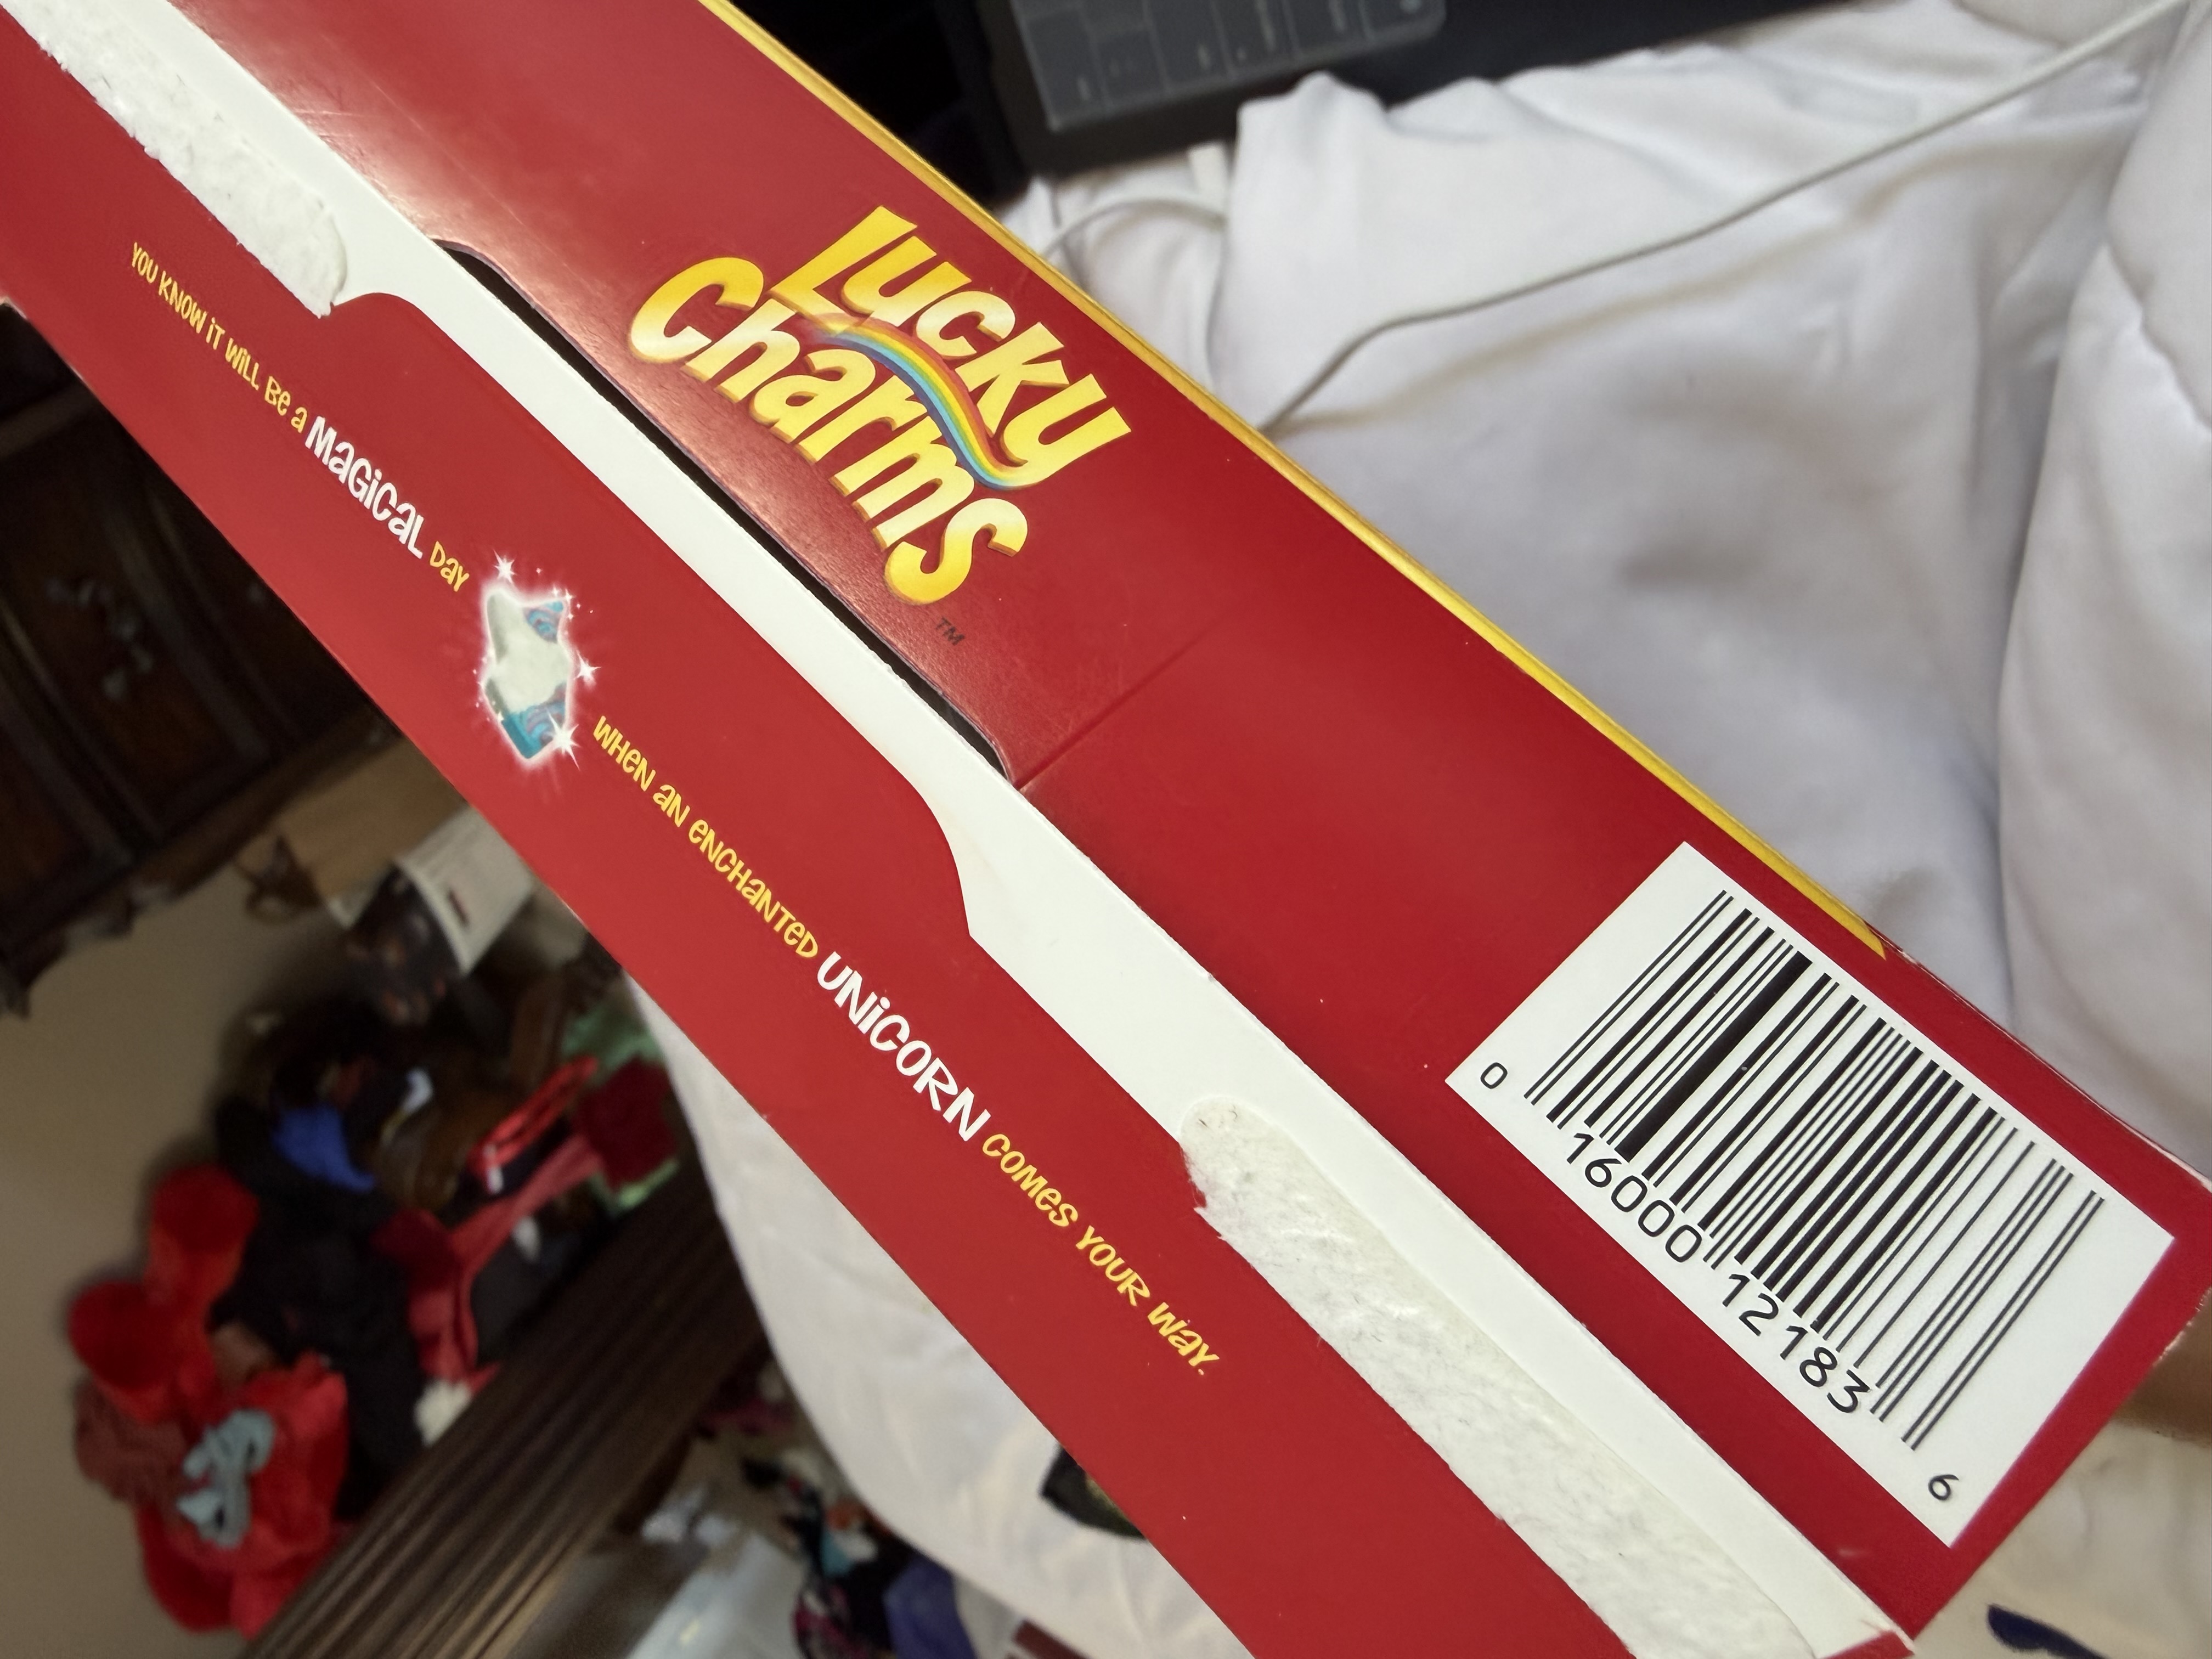 LUCKY
Charms
TM
YOU KNOW iT WiLL Be a MaGiCaL Day
WHeN aN eNCHaNTeD UNiCORN COMeS YOUR Way.
0 16000 12183 6